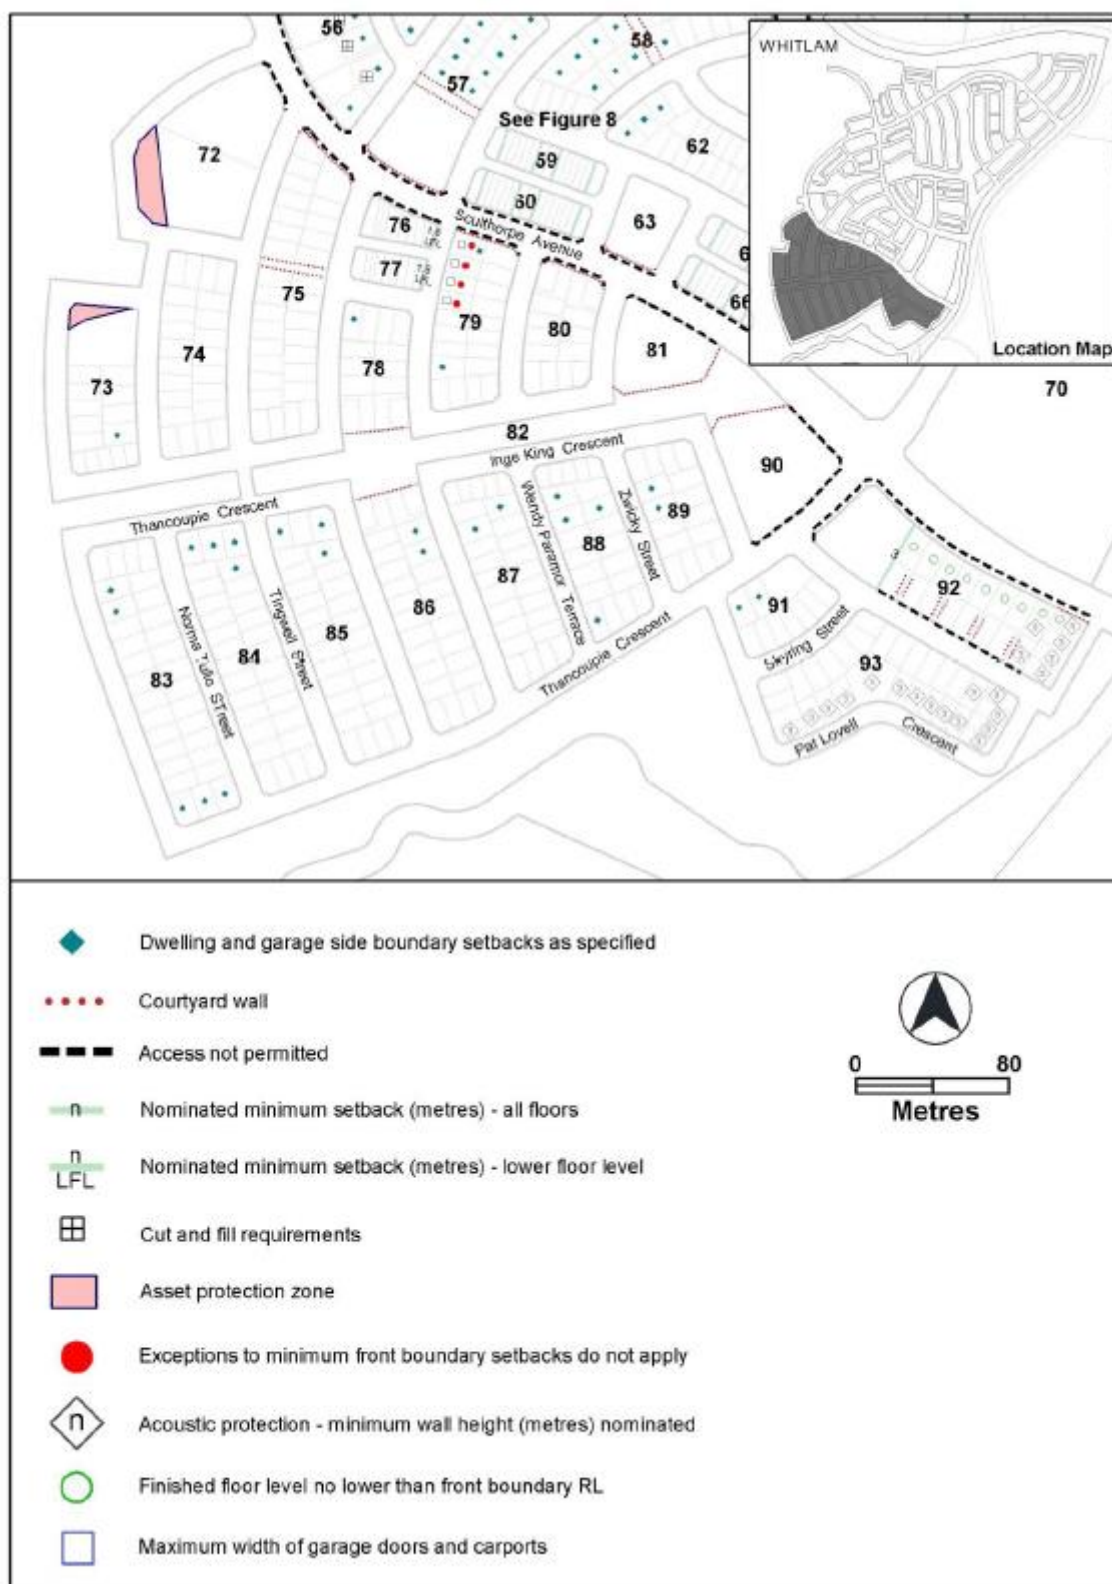 56
58
WHITLAM
57
See Figure 8
59
62
72
60
63
76
Sculthorpe Avenue
LFL
77
LFL
66
75
79
80
81
Location Map
74
78
73
70
82
Inge King Crescent
90
Thancoupie Crescent
Wendy Paramor Terrace
Zwicky Street
89
88
87
86
3
92
91
Tingwell Street
85
Skyring Street
84
83
Thancoupie Crescent
93
Pat Lovell Crescent
Dwelling and garage side boundary setbacks as specified
Courtyard wall
Access not permitted
0 80
Metres
n Nominated minimum setback (metres) - all floors
n
LFL Nominated minimum setback (metres) - lower floor level
Cut and fill requirements
Asset protection zone
Exceptions to minimum front boundary setbacks do not apply
n Acoustic protection - minimum wall height (metres) nominated
Finished floor level no lower than front boundary RL
Maximum width of garage doors and carports